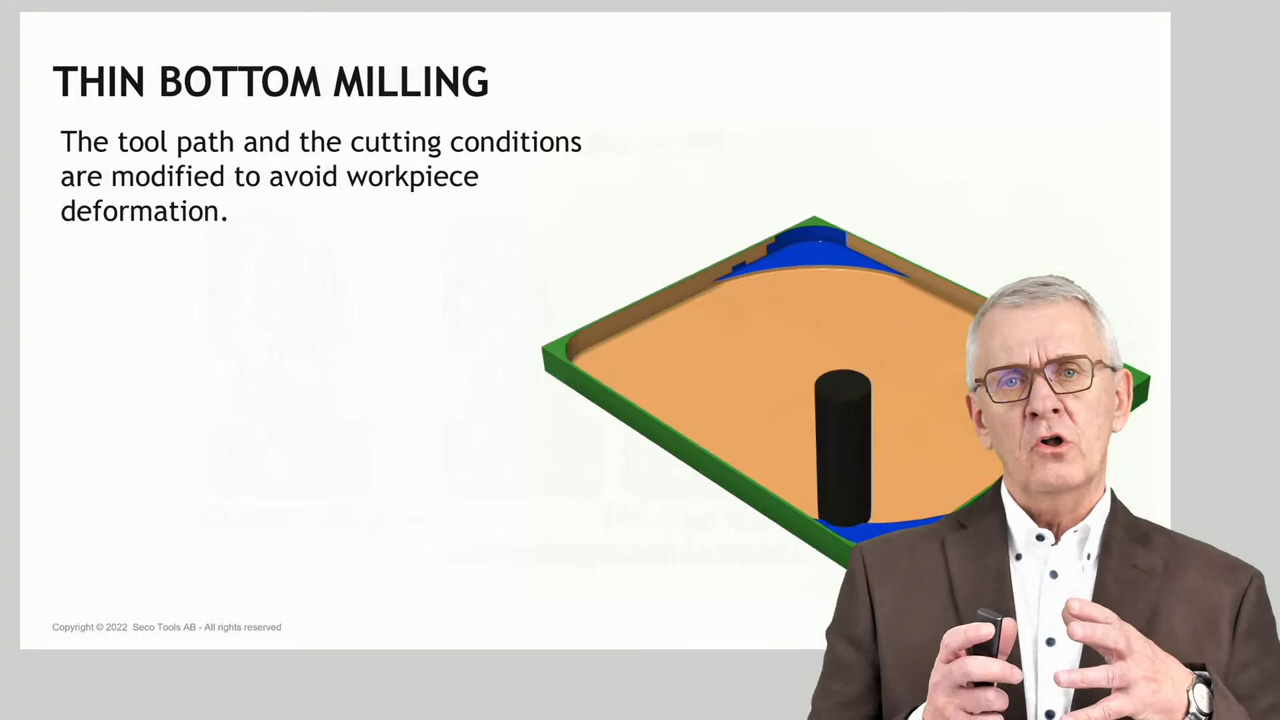 THIN BOTTOM MILLING
The tool path and the cutting conditions
are modified to avoid workpiece
deformation.
Copyright © 2022 Seco Tools AB - All rights reserved